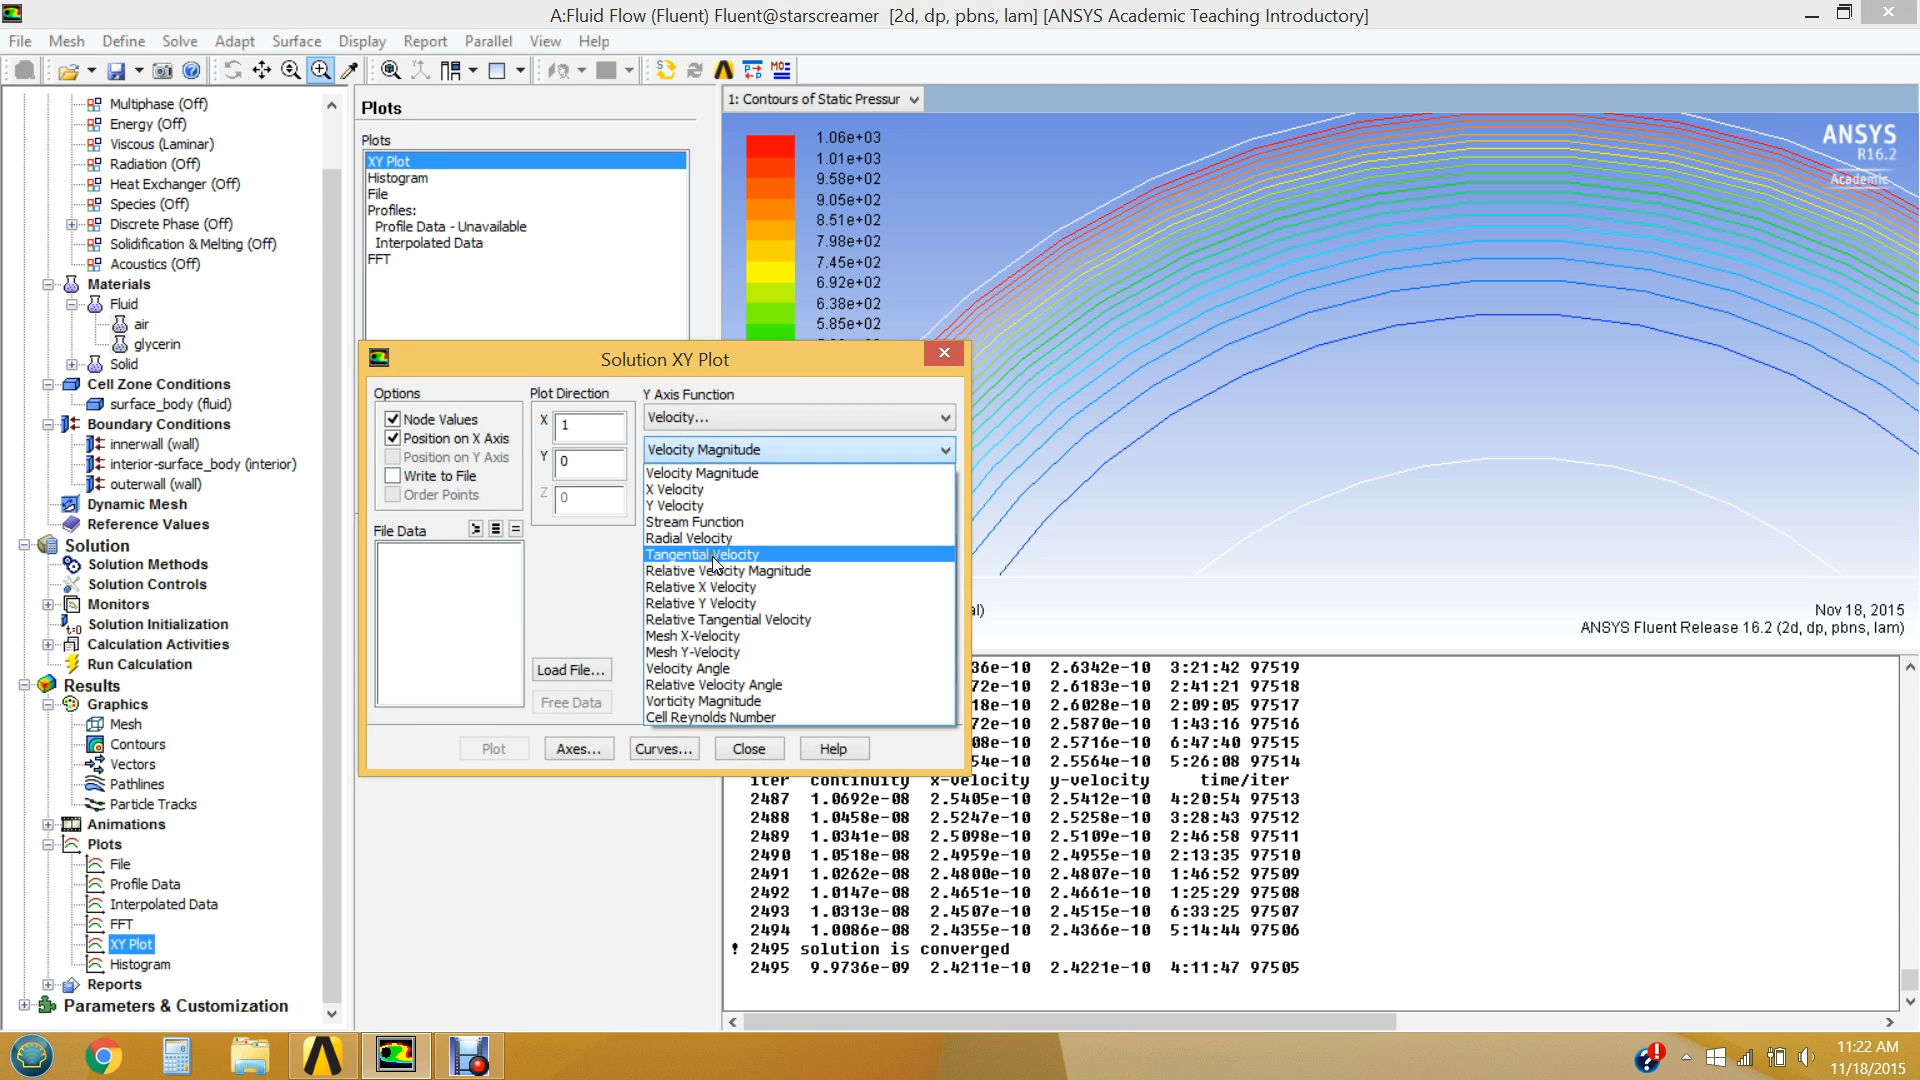 A:Fluid Flow (Fluent) Fluent@starscreamer [2d, dp, pbns, lam] [ANSYS Academic Teaching Introductory]
File Mesh Define Solve Adapt Surface Display Report Parallel View Help
Multiphase (Off)
Energy (Off)
Viscous (Laminar)
Radiation (Off)
Heat Exchanger (Off)
Species (Off)
Discrete Phase (Off)
Solidification & Melting (Off)
Acoustics (Off)
Materials
Fluid
air
glycerin
Solid
Cell Zone Conditions
surface_body (fluid)
Boundary Conditions
innerwall (wall)
interior-surface_body (interior)
outerwall (wall)
Dynamic Mesh
Reference Values
Solution
Solution Methods
Solution Controls
Monitors
Solution Initialization
Calculation Activities
Run Calculation
Results
Graphics
Mesh
Contours
Vectors
Pathlines
Particle Tracks
Animations
Plots
File
Profile Data
Interpolated Data
FFT
XY Plot
Histogram
Reports
Parameters & Customization
Plots
Plots
XY Plot
Histogram
File
Profiles:
Profile Data - Unavailable
Interpolated Data
FFT
1: Contours of Static Pressur
1.06e+03
1.01e+03
9.58e+02
9.05e+02
8.51e+02
7.98e+02
7.45e+02
6.92e+02
6.38e+02
5.85e+02
ANSYS
R16.2
Academic
al)
Nov 18, 2015
ANSYS Fluent Release 16.2 (2d, dp, pbns, lam)
Solution XY Plot
Options
Node Values
Position on X Axis
Position on Y Axis
Write to File
Order Points
Plot Direction
X 1
Y 0
Z 0
Y Axis Function
Velocity...
Velocity Magnitude
Velocity Magnitude
X Velocity
Y Velocity
Stream Function
Radial Velocity
Tangential Velocity
Relative Velocity Magnitude
Relative X Velocity
Relative Y Velocity
Relative Tangential Velocity
Mesh X-Velocity
Mesh Y-Velocity
Velocity Angle
Relative Velocity Angle
Vorticity Magnitude
Cell Reynolds Number
File Data
Load File...
Free Data
Plot Axes... Curves... Close Help
36e-10 2.6342e-10 3:21:42 97519
72e-10 2.6183e-10 2:41:21 97518
18e-10 2.6028e-10 2:09:05 97517
72e-10 2.5870e-10 1:43:16 97516
08e-10 2.5716e-10 6:47:40 97515
54e-10 2.5564e-10 5:26:08 97514
iter continuity x-velocity y-velocity time/iter
2487 1.0692e-08 2.5405e-10 2.5412e-10 4:20:54 97513
2488 1.0458e-08 2.5247e-10 2.5258e-10 3:28:43 97512
2489 1.0341e-08 2.5098e-10 2.5109e-10 2:46:58 97511
2490 1.0518e-08 2.4959e-10 2.4955e-10 2:13:35 97510
2491 1.0262e-08 2.4800e-10 2.4807e-10 1:46:52 97509
2492 1.0147e-08 2.4651e-10 2.4661e-10 1:25:29 97508
2493 1.0313e-08 2.4507e-10 2.4515e-10 6:33:25 97507
2494 1.0086e-08 2.4355e-10 2.4366e-10 5:14:44 97506
! 2495 solution is converged
2495 9.9736e-09 2.4211e-10 2.4221e-10 4:11:47 97505
11:22 AM
11/18/2015